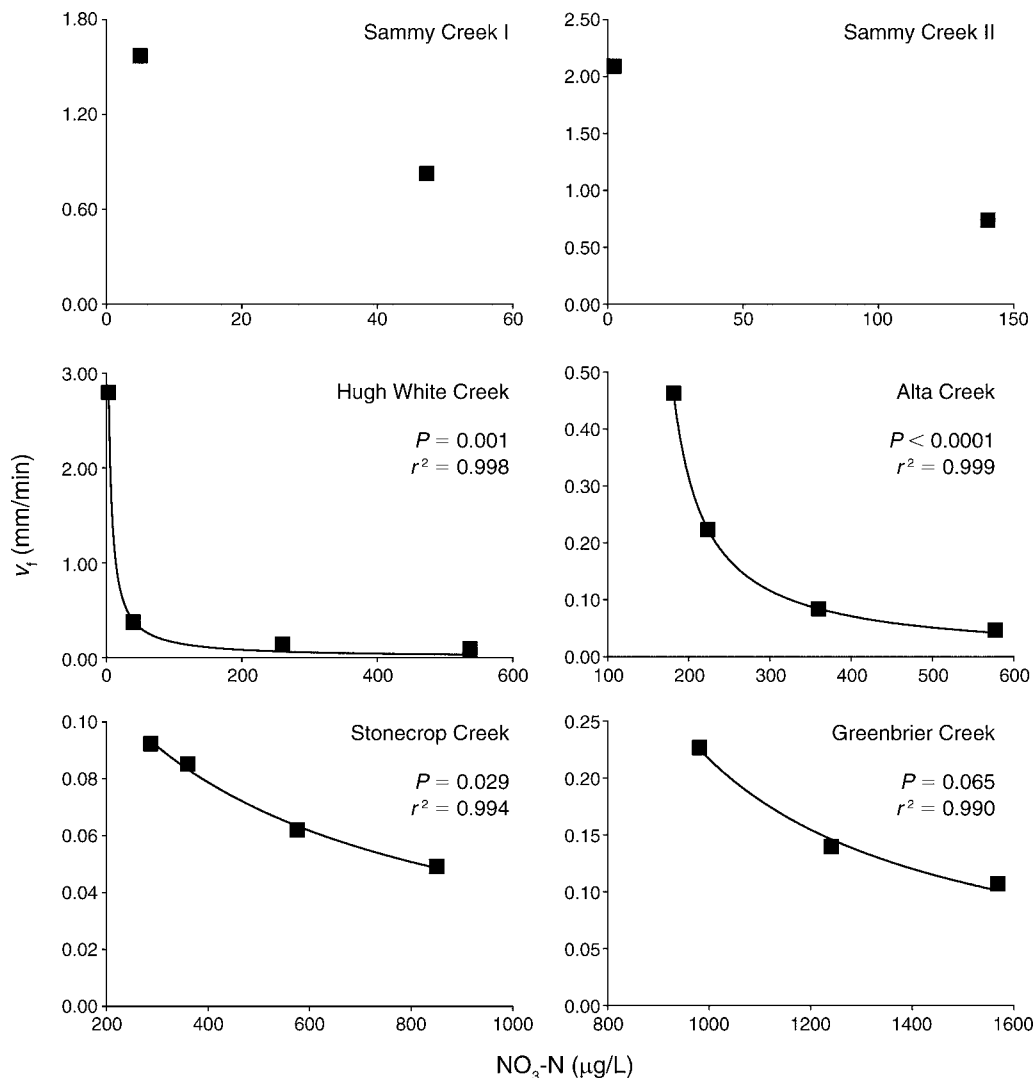 Sammy Creek I
1.80
1.20
0.60
0.00
0 20 40 60
Sammy Creek II
2.50
2.00
1.50
1.00
0.50
0.00
0 50 100 150
Hugh White Creek
P = 0.001
r² = 0.998
3.00
2.00
1.00
0.00
0 200 400 600
Alta Creek
P < 0.0001
r² = 0.999
0.50
0.40
0.30
0.20
0.10
0.00
100 200 300 400 500 600
Stonecrop Creek
P = 0.029
r² = 0.994
0.10
0.08
0.06
0.04
0.02
0.00
200 400 600 800 1000
Greenbrier Creek
P = 0.065
r² = 0.990
0.25
0.20
0.15
0.10
0.05
0.00
800 1000 1200 1400 1600
v_f (mm/min)
NO₃-N (μg/L)